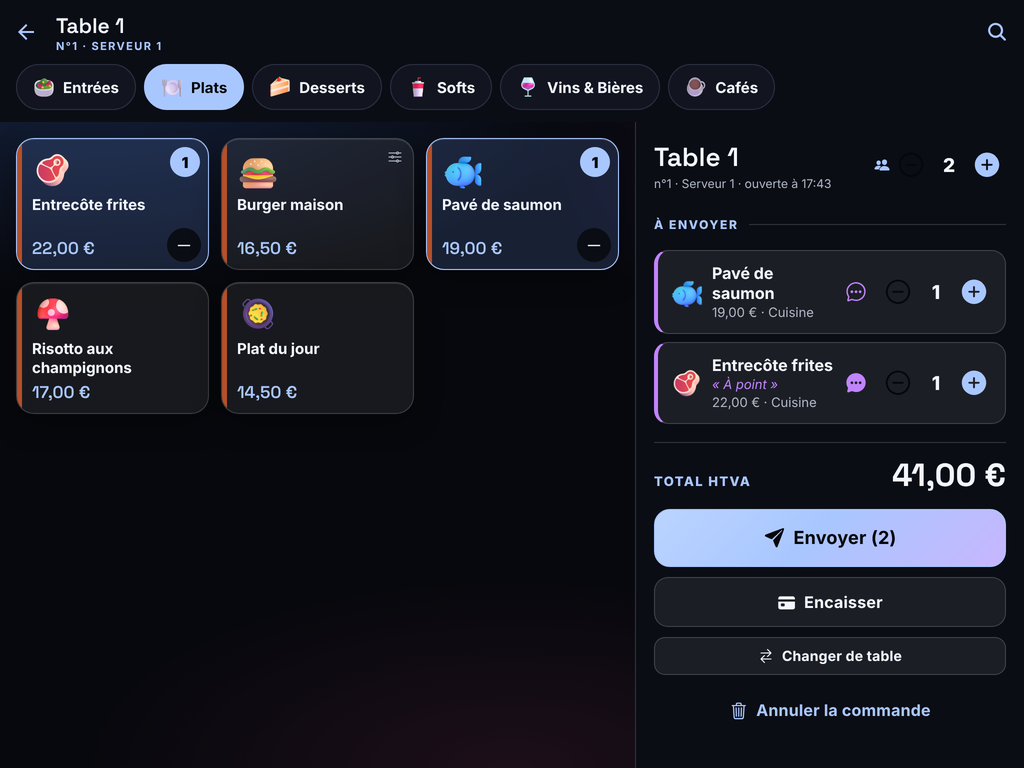 Table 1
N°1 · SERVEUR 1
Entrées
Plats
Desserts
Softs
Vins & Bières
Cafés
1
Entrecôte frites
22,00 €
Burger maison
16,50 €
1
Pavé de saumon
19,00 €
Risotto aux
champignons
17,00 €
Plat du jour
14,50 €
Table 1
n°1 · Serveur 1 · ouverte à 17:43
2
À ENVOYER
Pavé de
saumon
19,00 € · Cuisine
1
Entrecôte frites
« À point »
22,00 € · Cuisine
1
TOTAL HTVA
41,00 €
Envoyer (2)
Encaisser
Changer de table
Annuler la commande